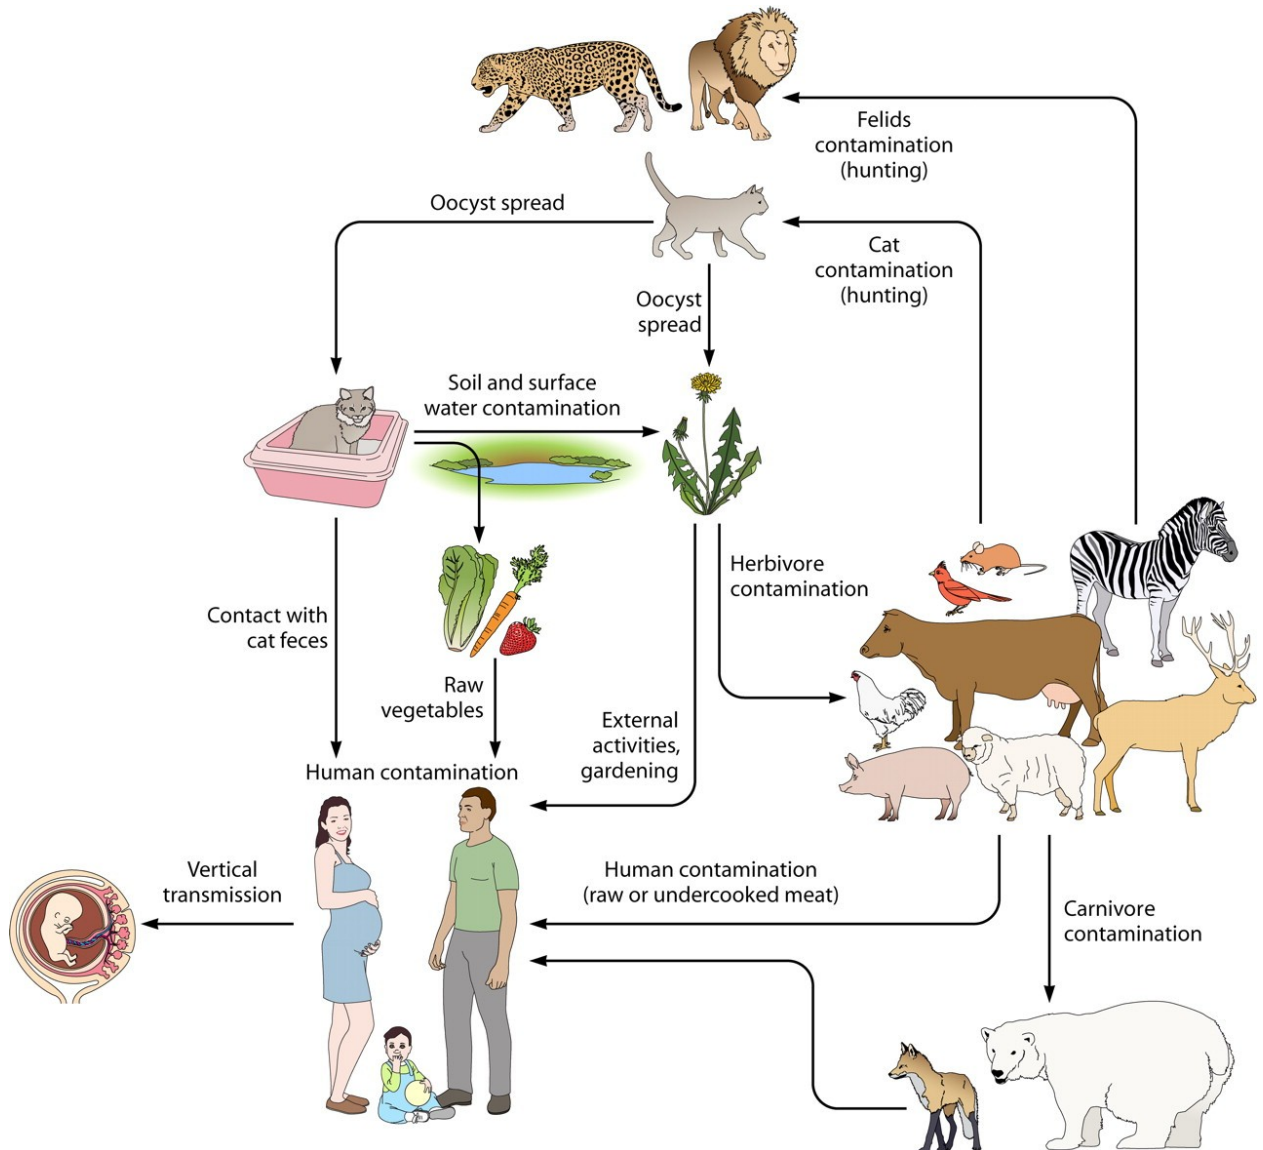 Felids
contamination
(hunting)
Oocyst spread
Cat
contamination
(hunting)
Oocyst
spread
Soil and surface
water contamination
Herbivore
contamination
Contact with
cat feces
Raw
vegetables
External
activities,
gardening
Human contamination
Vertical
transmission
Human contamination
(raw or undercooked meat)
Carnivore
contamination